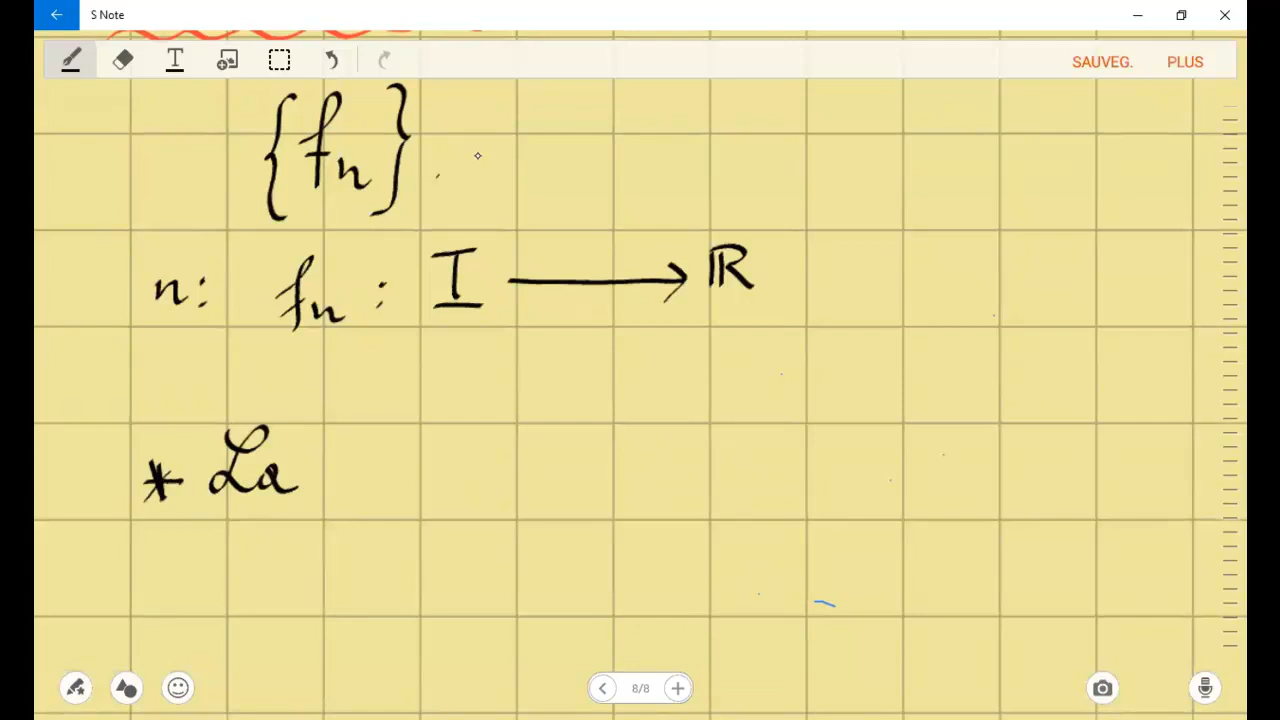 S Note
SAUVEG. PLUS
{fn}
n: fn : I ⟶ ℝ
* La
8/8